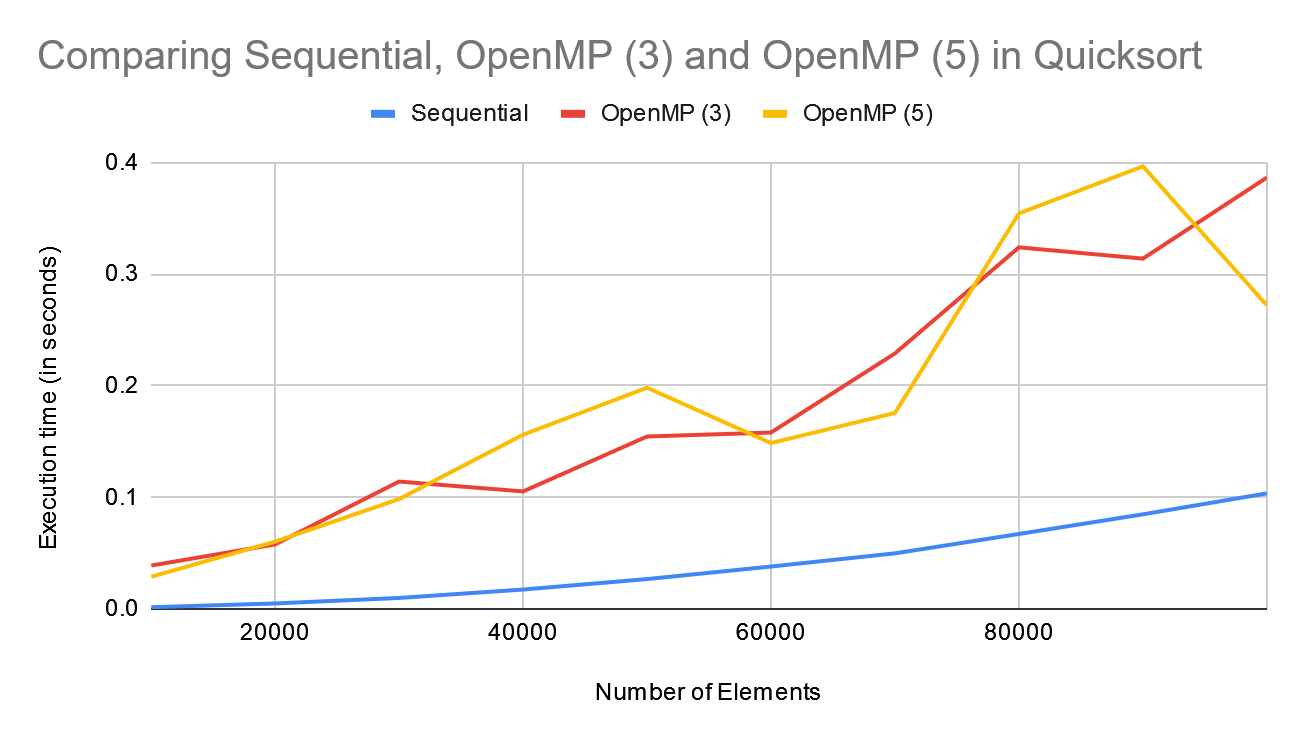 Comparing Sequential, OpenMP (3) and OpenMP (5) in Quicksort
Sequential OpenMP (3) OpenMP (5)
Execution time (in seconds)
0.4
0.3
0.2
0.1
0.0
20000 40000 60000 80000
Number of Elements